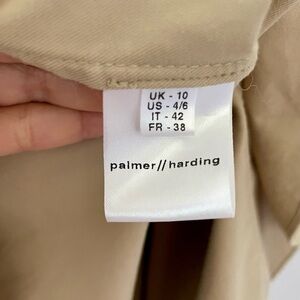 UK - 10
US - 4/6
IT - 42
FR - 38
palmer//harding